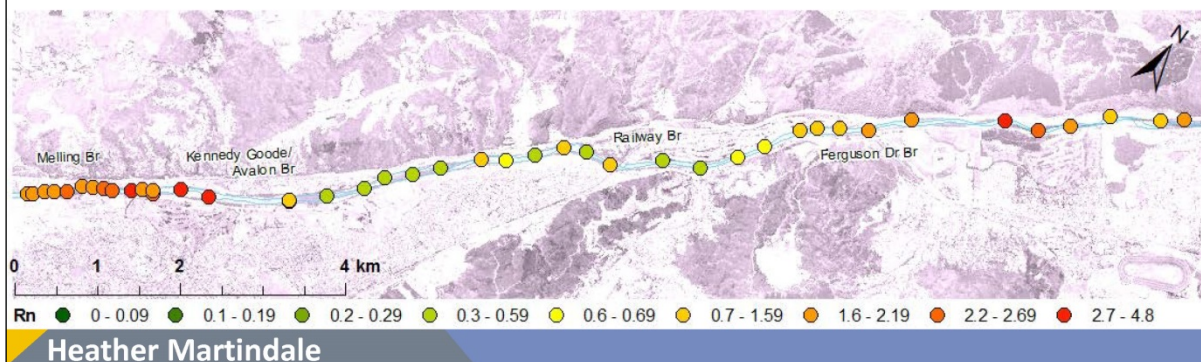 N
Melling Br
Kennedy Goode/
Avalon Br
Railway Br
Ferguson Dr Br
0 1 2 4 km
Rn 0 - 0.09 0.1 - 0.19 0.2 - 0.29 0.3 - 0.59 0.6 - 0.69 0.7 - 1.59 1.6 - 2.19 2.2 - 2.69 2.7 - 4.8
Heather Martindale